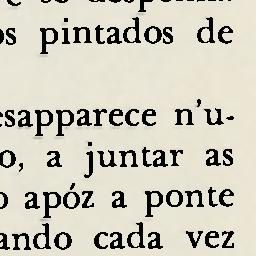 os pintados de
esapparece n'u-
o, a juntar as
o apóz a ponte
ando cada vez